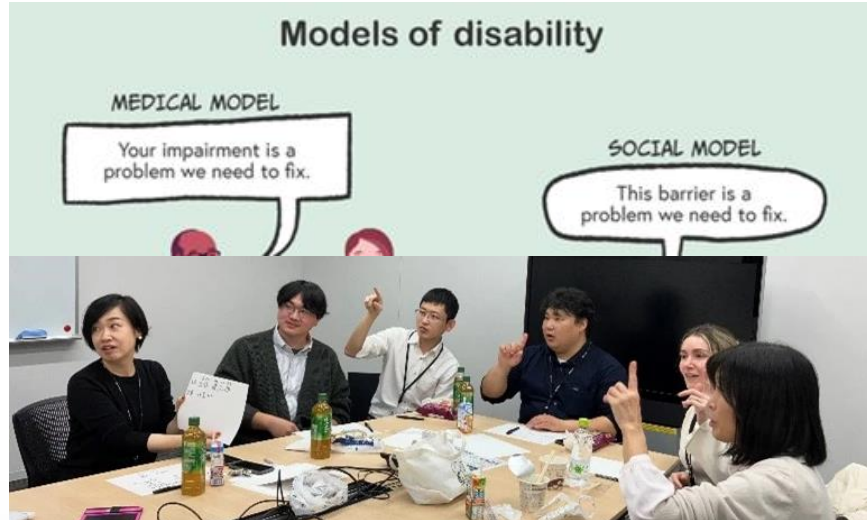 Models of disability
MEDICAL MODEL
Your impairment is a
problem we need to fix.
SOCIAL MODEL
This barrier is a
problem we need to fix.